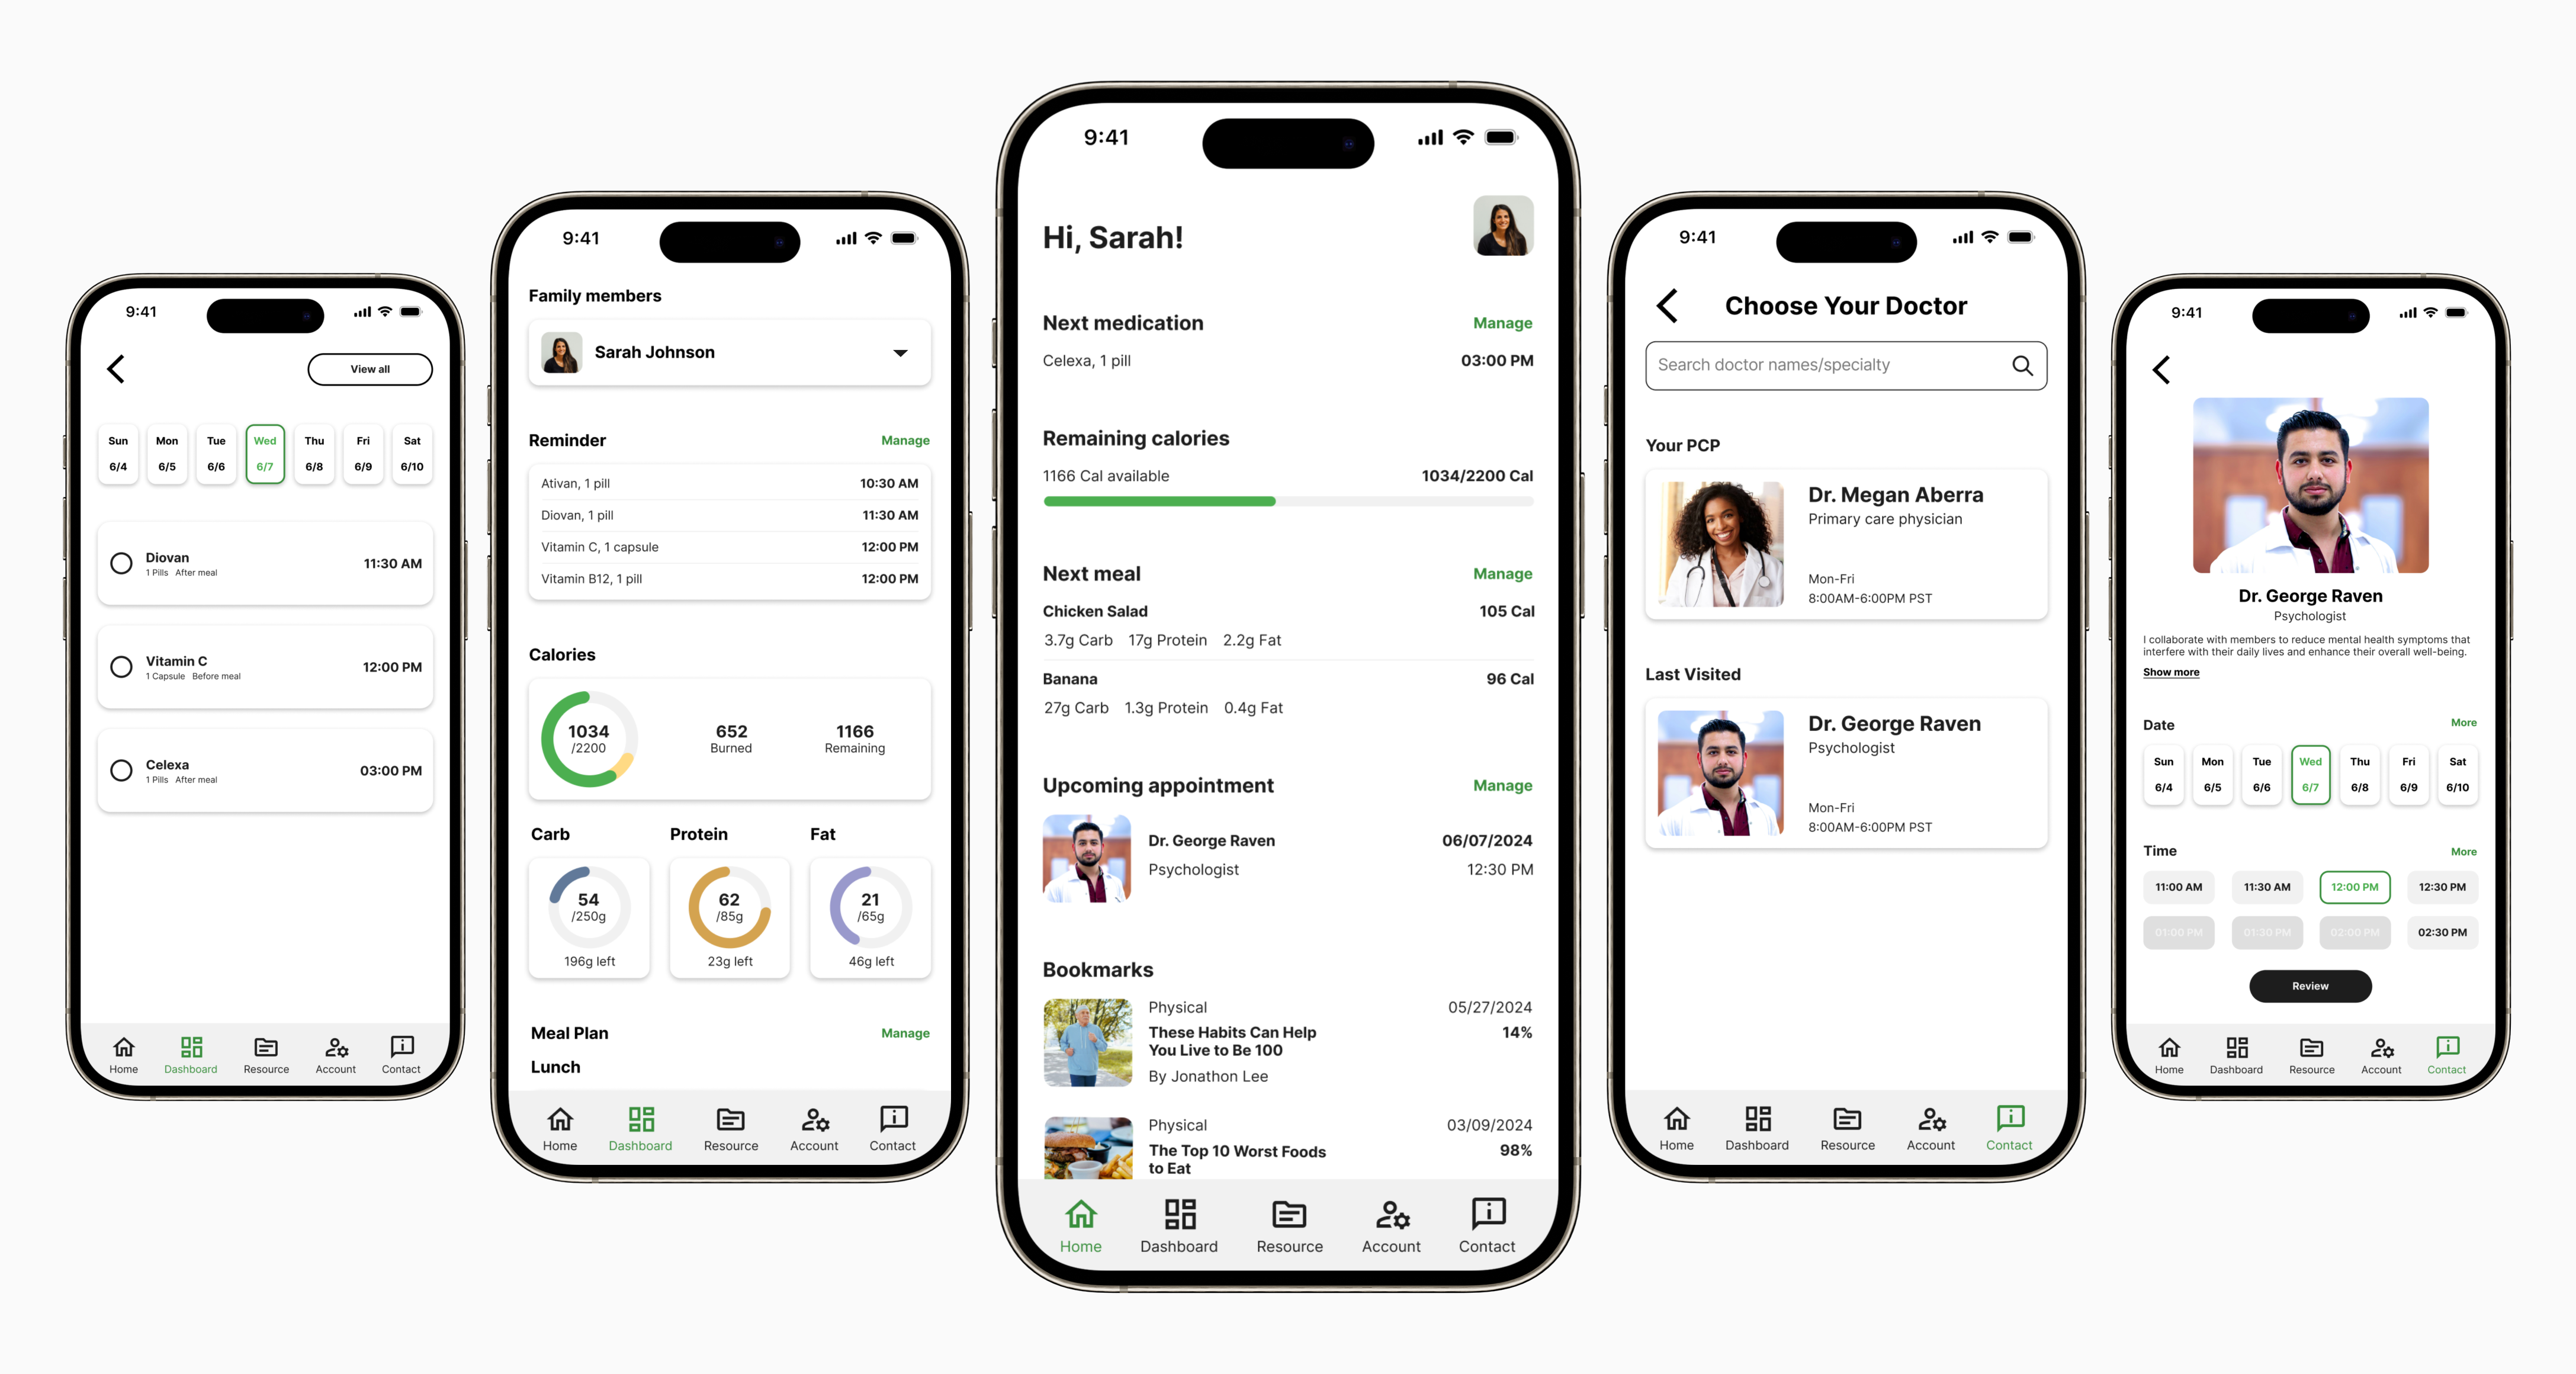 9:41
View all
Sun Mon Tue Wed Thu Fri Sat
6/4 6/5 6/6 6/7 6/8 6/9 6/10
Diovan
1 Pills After meal
11:30 AM
Vitamin C
1 Capsule Before meal
12:00 PM
Celexa
1 Pills After meal
03:00 PM
Home Dashboard Resource Account Contact
9:41
Family members
Sarah Johnson
Reminder Manage
Ativan, 1 pill 10:30 AM
Diovan, 1 pill 11:30 AM
Vitamin C, 1 capsule 12:00 PM
Vitamin B12, 1 pill 12:00 PM
Calories
1034 652 1166
/2200 Burned Remaining
Carb Protein Fat
54 62 21
/250g /85g /65g
196g left 23g left 46g left
Meal Plan Manage
Lunch
Home Dashboard Resource Account Contact
9:41
Hi, Sarah!
Next medication Manage
Celexa, 1 pill 03:00 PM
Remaining calories
1166 Cal available 1034/2200 Cal
Next meal Manage
Chicken Salad 105 Cal
3.7g Carb 17g Protein 2.2g Fat
Banana 96 Cal
27g Carb 1.3g Protein 0.4g Fat
Upcoming appointment Manage
Dr. George Raven 06/07/2024
Psychologist 12:30 PM
Bookmarks
Physical 05/27/2024
These Habits Can Help 14%
You Live to Be 100
By Jonathon Lee
Physical 03/09/2024
The Top 10 Worst Foods 98%
to Eat
Home Dashboard Resource Account Contact
9:41
Choose Your Doctor
Search doctor names/specialty
Your PCP
Dr. Megan Aberra
Primary care physician
Mon-Fri
8:00AM-6:00PM PST
Last Visited
Dr. George Raven
Psychologist
Mon-Fri
8:00AM-6:00PM PST
Home Dashboard Resource Account Contact
9:41
Dr. George Raven
Psychologist
I collaborate with members to reduce mental health symptoms that
interfere with their daily lives and enhance their overall well-being.
Show more
Date More
Sun Mon Tue Wed Thu Fri Sat
6/4 6/5 6/6 6/7 6/8 6/9 6/10
Time More
11:00 AM 11:30 AM 12:00 PM 12:30 PM
01:00 PM 01:30 PM 02:00 PM 02:30 PM
Review
Home Dashboard Resource Account Contact